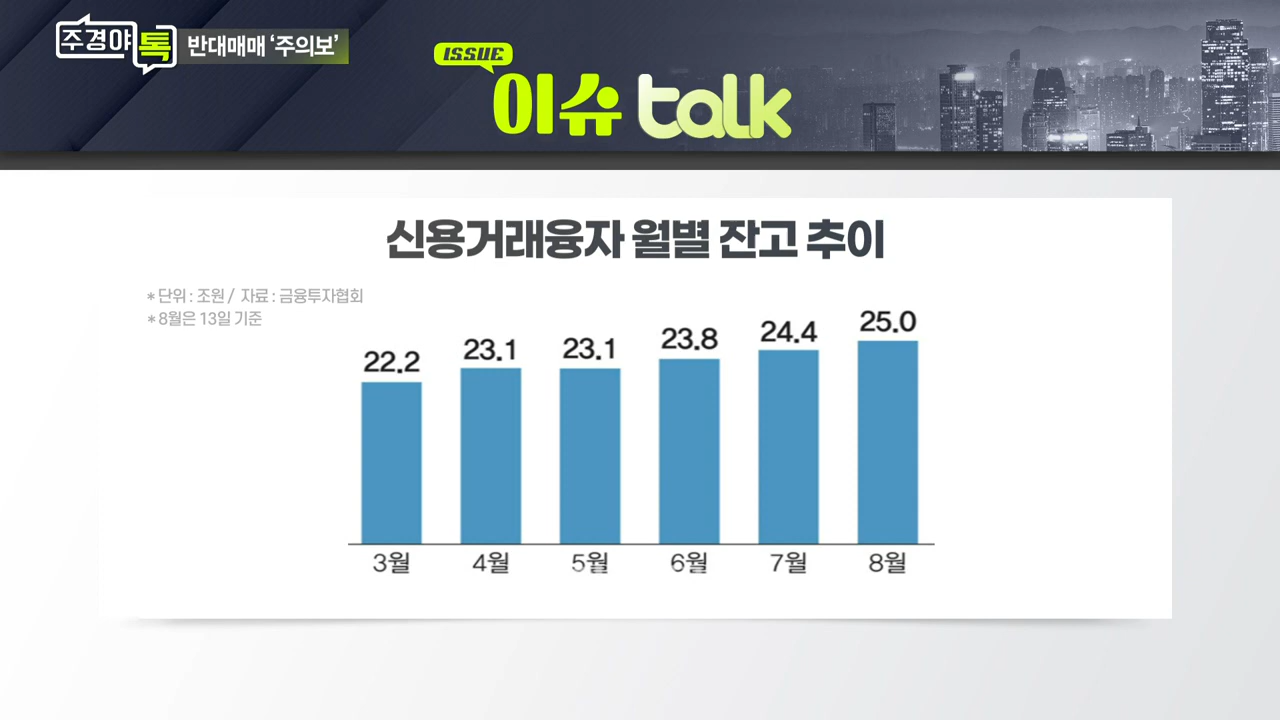 주경야톡 반대매매 ‘주의보’
ISSUE
이슈 talk
신용거래융자 월별 잔고 추이
* 단위 : 조원 / 자료 : 금융투자협회
* 8월은 13일 기준
22.2 23.1 23.1 23.8 24.4 25.0
3월 4월 5월 6월 7월 8월